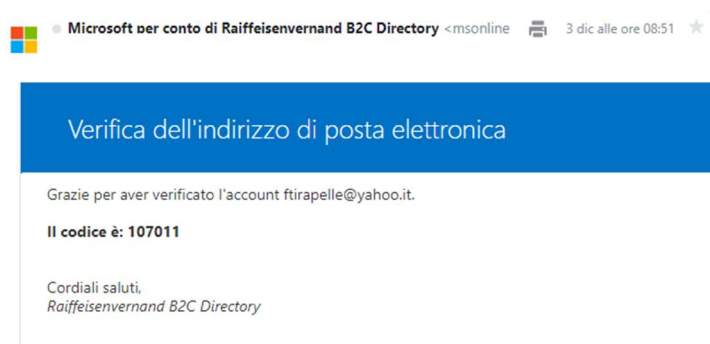 Microsoft per conto di Raiffeisenvernand B2C Directory <msonline 3 dic alle ore 08:51
Verifica dell'indirizzo di posta elettronica
Grazie per aver verificato l'account ftirapelle@yahoo.it.
Il codice è: 107011
Cordiali saluti,
Raiffeisenvernand B2C Directory